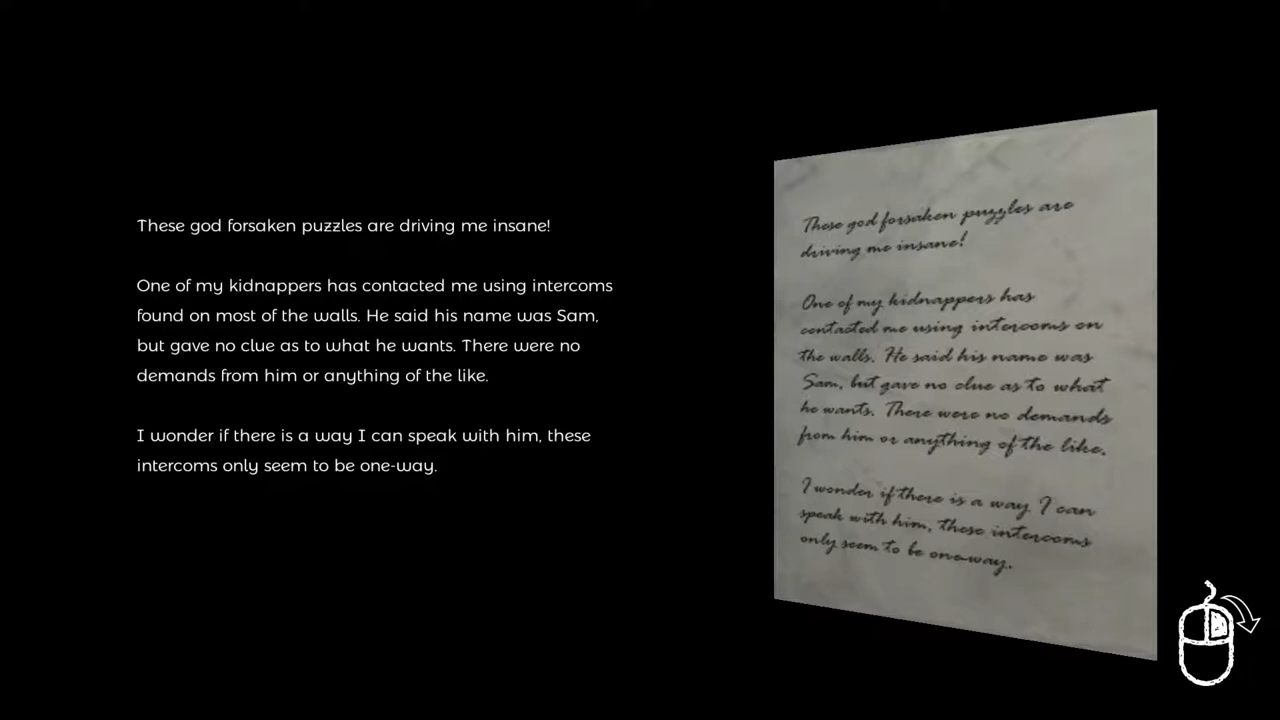 These god forsaken puzzles are driving me insane!
One of my kidnappers has contacted me using intercoms
found on most of the walls. He said his name was Sam,
but gave no clue as to what he wants. There were no
demands from him or anything of the like.
I wonder if there is a way I can speak with him, these
intercoms only seem to be one-way.
These god forsaken puzzles are
driving me insane!
One of my kidnappers has
contacted me using intercoms on
the walls. He said his name was
Sam, but gave no clue as to what
he wants. There were no demands
from him or anything of the like.
I wonder if there is a way I can
speak with him, these intercoms
only seem to be one-way.